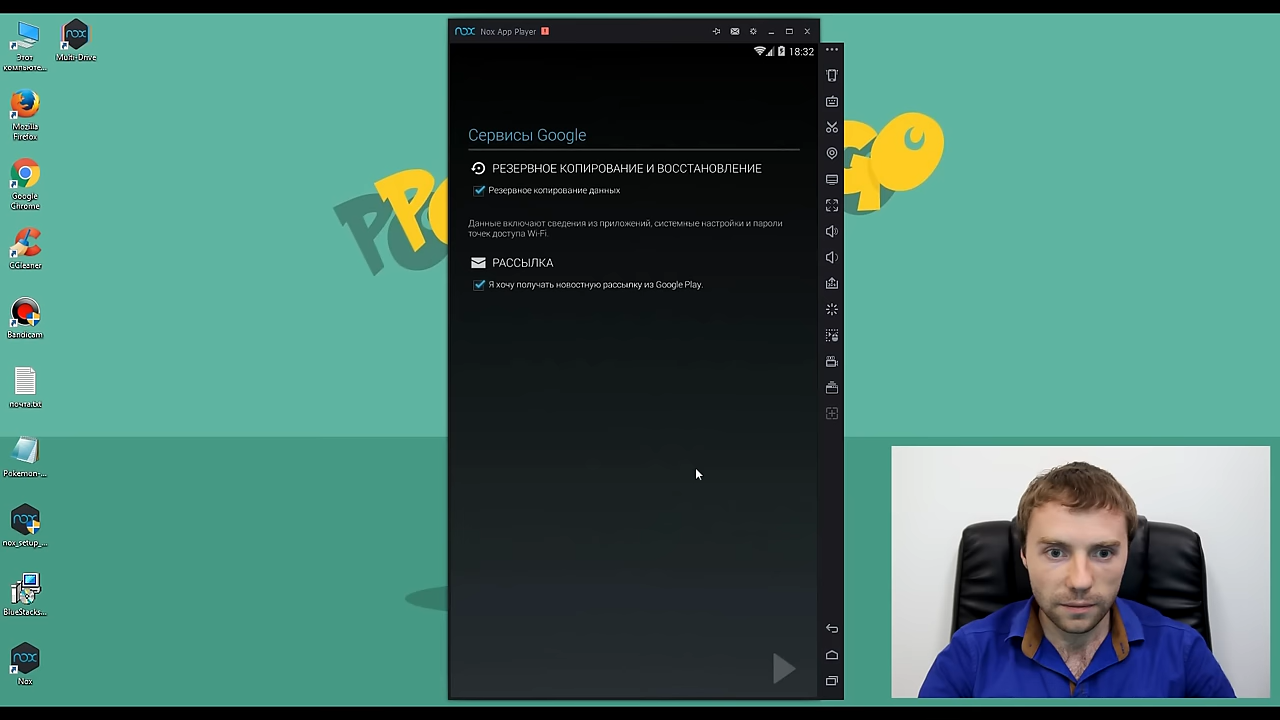 Этот
компьюте...
Multi-Drive
Mozilla
Firefox
Google
Chrome
CCleaner
Bandicam
почта.txt
Pokemon-...
nox_setup_...
BlueStacks...
Nox
nox Nox App Player
18:32
Сервисы Google
РЕЗЕРВНОЕ КОПИРОВАНИЕ И ВОССТАНОВЛЕНИЕ
Резервное копирование данных
Данные включают сведения из приложений, системные настройки и пароли
точек доступа Wi-Fi.
РАССЫЛКА
Я хочу получать новостную рассылку из Google Play.